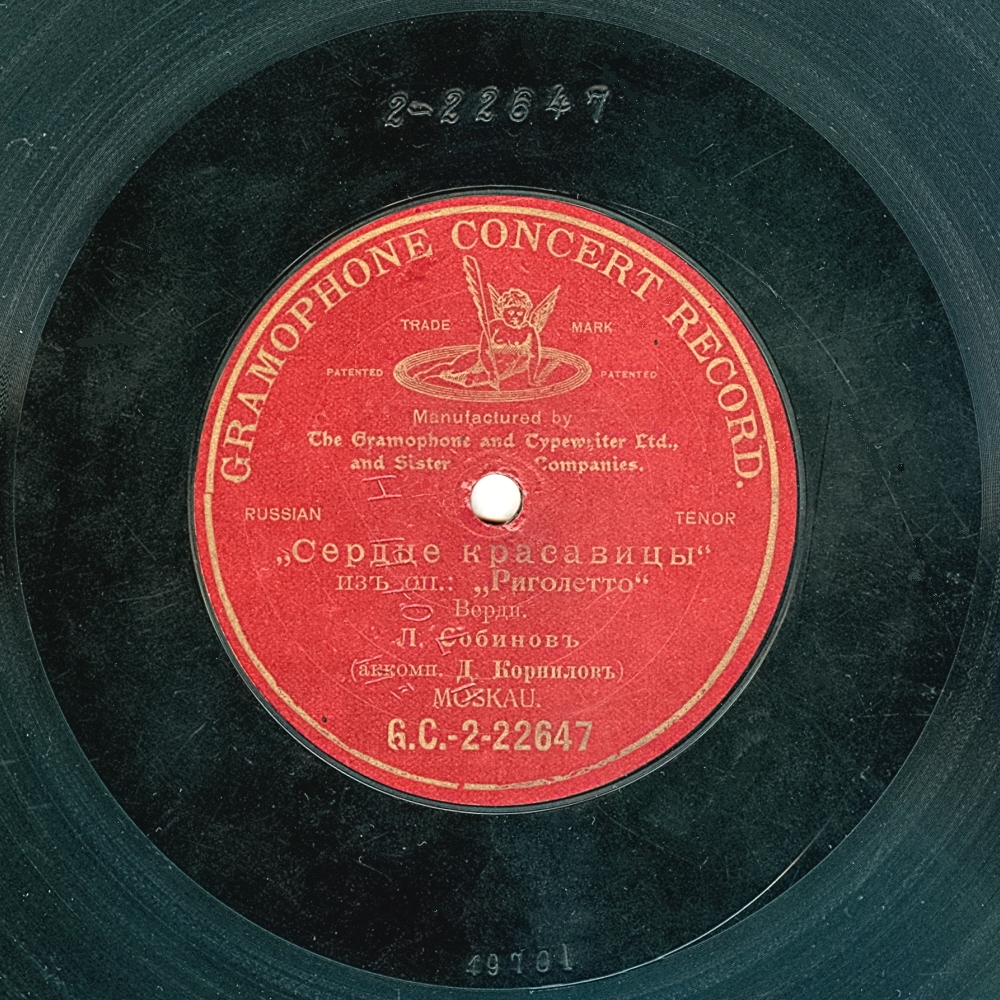 2-22647
GRAMOPHONE CONCERT RECORD.
TRADE MARK
PATENTED PATENTED
Manufactured by
The Gramophone and Typewriter Ltd.,
and Sister Companies.
RUSSIAN TENOR
„Сердце красавицы“
изъ оп.: „Риголетто“
Верди.
Л. Собиновъ
(аккомп. Д. Корниловъ)
MOSKAU.
G.C.-2-22647
49701